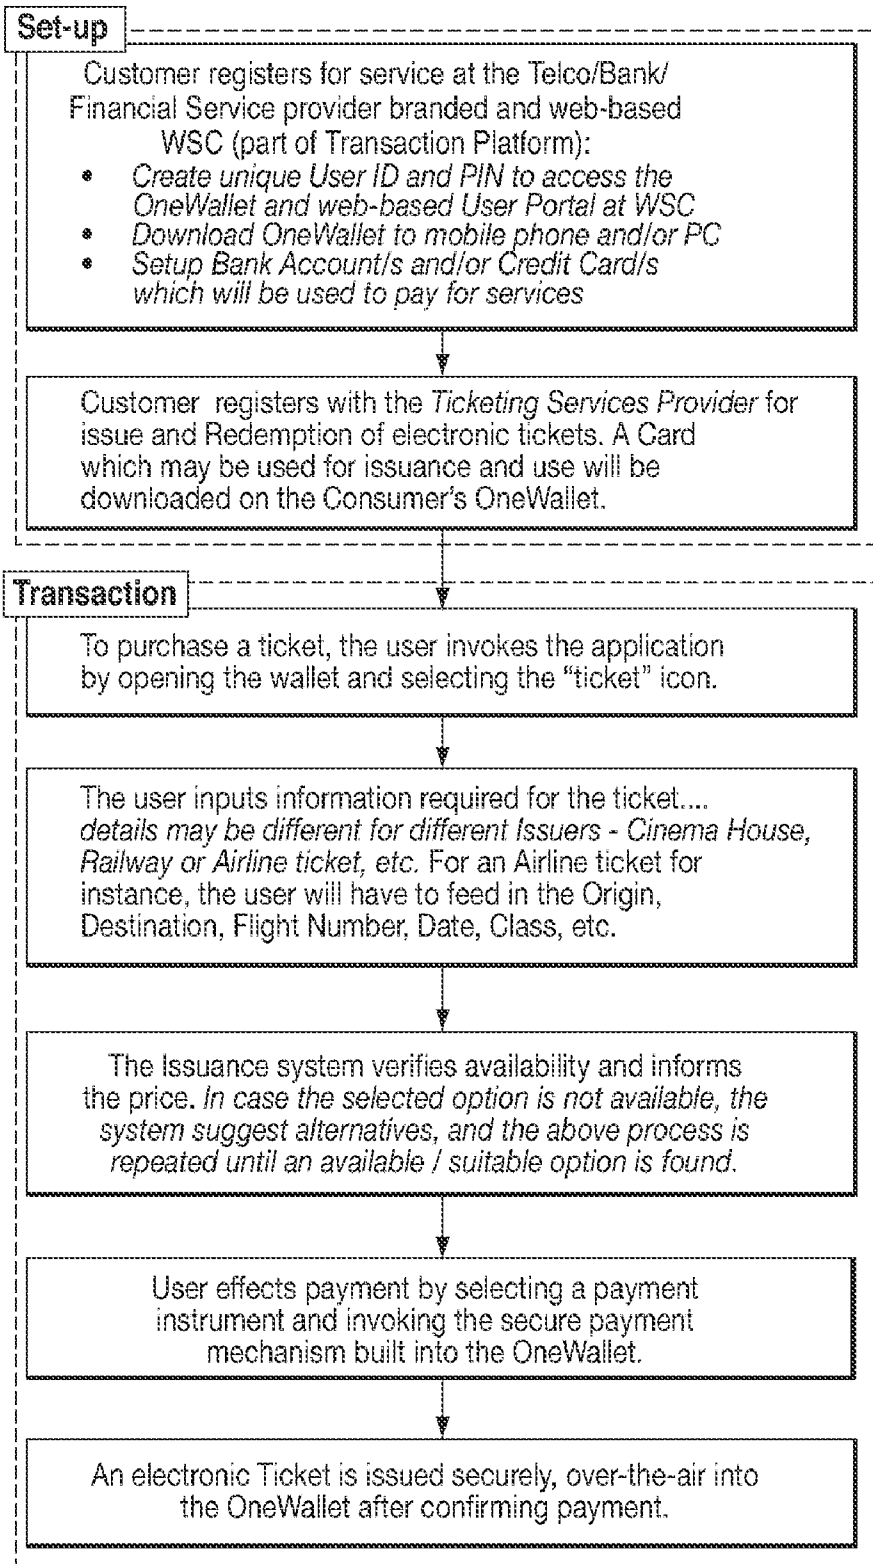 Set-up
Customer registers for service at the Telco/Bank/
Financial Service provider branded and web-based
WSC (part of Transaction Platform):
• Create unique User ID and PIN to access the
OneWallet and web-based User Portal at WSC
• Download OneWallet to mobile phone and/or PC
• Setup Bank Account/s and/or Credit Card/s
which will be used to pay for services
Customer registers with the Ticketing Services Provider for
issue and Redemption of electronic tickets. A Card
which may be used for issuance and use will be
downloaded on the Consumer's OneWallet.
Transaction
To purchase a ticket, the user invokes the application
by opening the wallet and selecting the “ticket” icon.
The user inputs information required for the ticket....
details may be different for different Issuers - Cinema House,
Railway or Airline ticket, etc. For an Airline ticket for
instance, the user will have to feed in the Origin,
Destination, Flight Number, Date, Class, etc.
The Issuance system verifies availability and informs
the price. In case the selected option is not available, the
system suggest alternatives, and the above process is
repeated until an available / suitable option is found.
User effects payment by selecting a payment
instrument and invoking the secure payment
mechanism built into the OneWallet.
An electronic Ticket is issued securely, over-the-air into
the OneWallet after confirming payment.